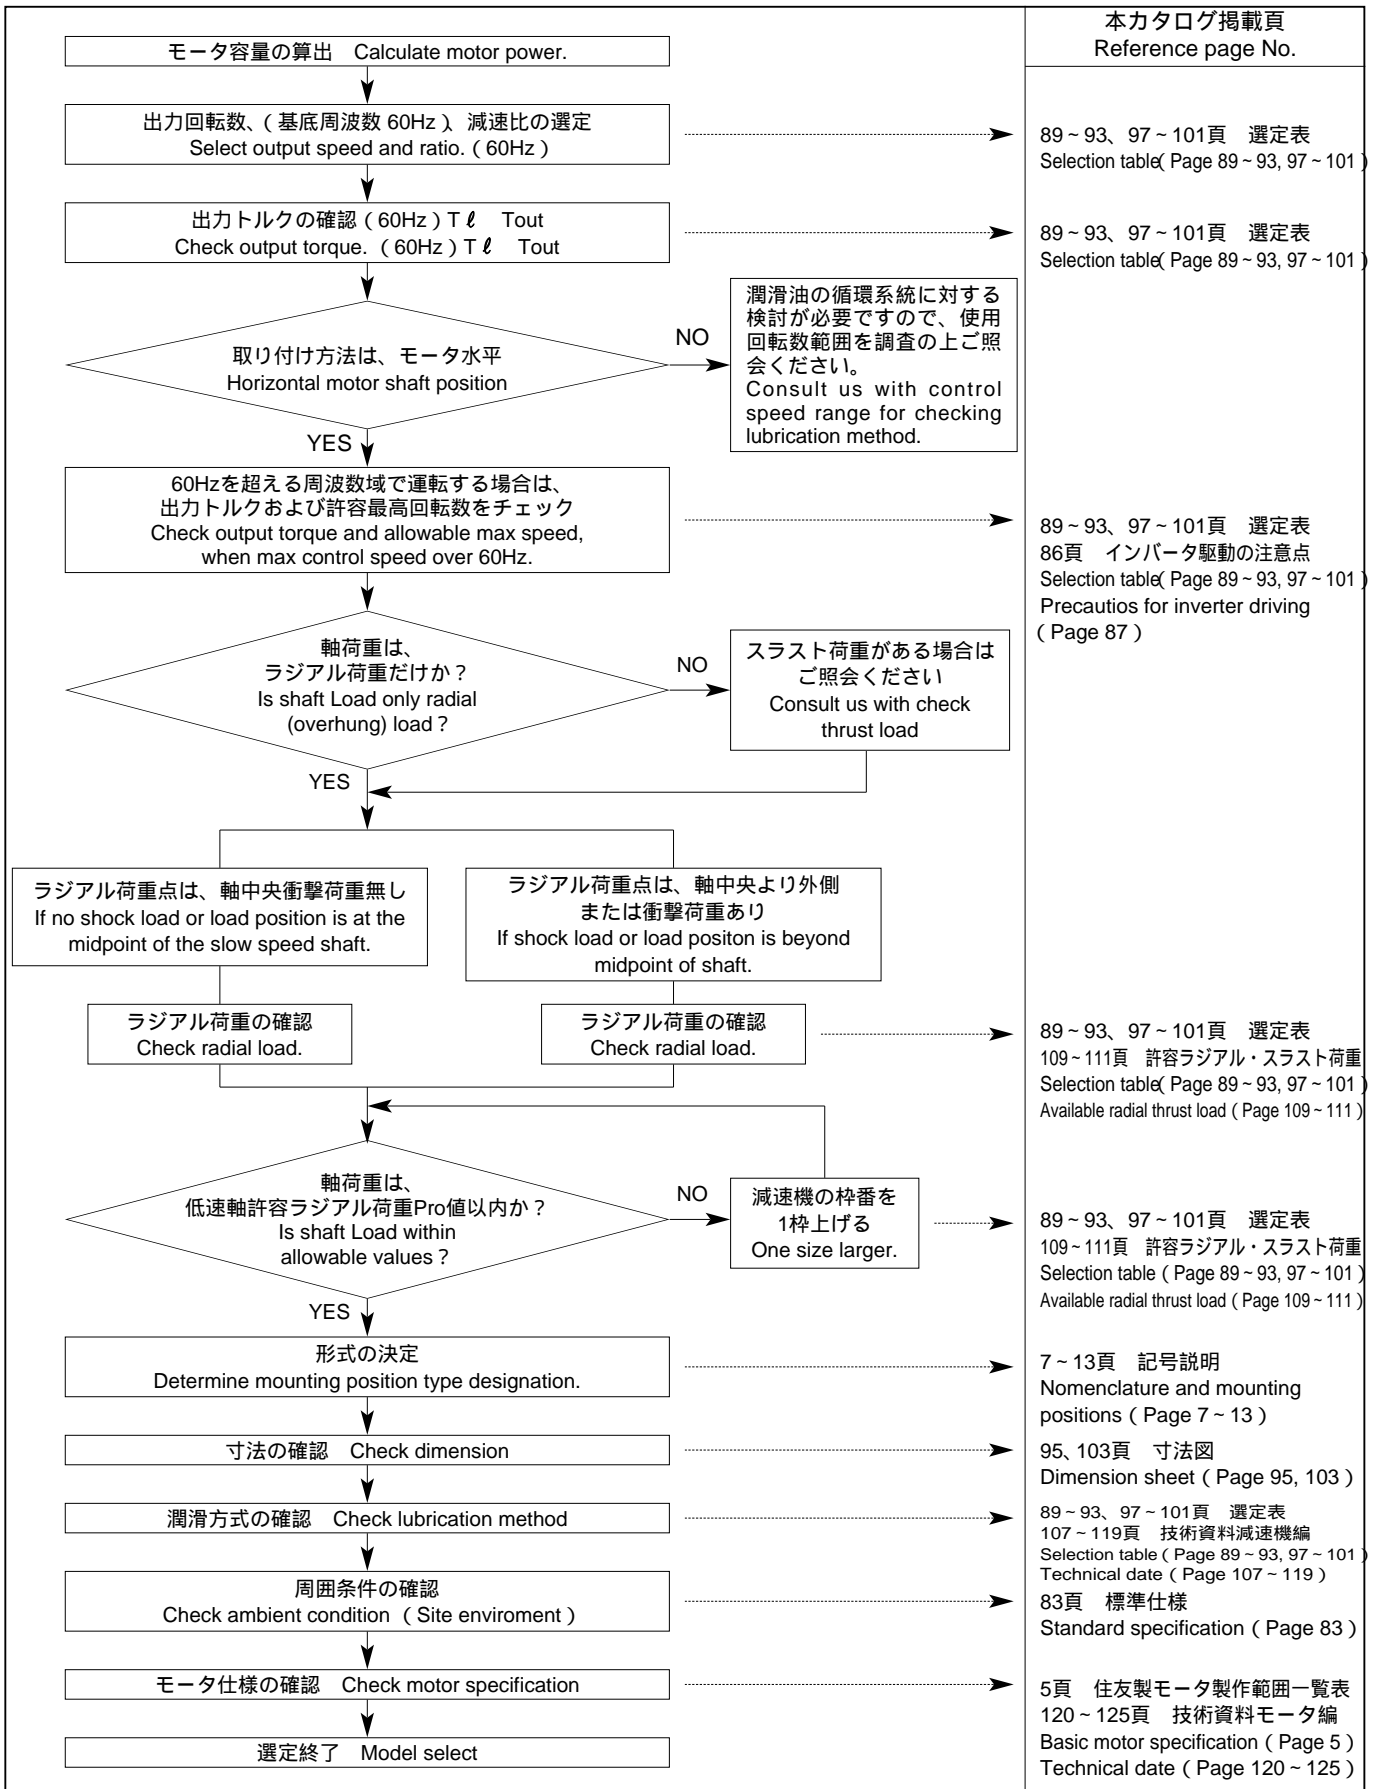 本カタログ掲載頁
Reference page No.
モータ容量の算出　Calculate motor power.
出力回転数、( 基底周波数 60Hz )、減速比の選定
Select output speed and ratio. ( 60Hz )
89 ~ 93、97 ~ 101頁　選定表
Selection table( Page 89 ~ 93, 97 ~ 101 )
出力トルクの確認 ( 60Hz ) T ℓ　Tout
Check output torque. ( 60Hz ) T ℓ　Tout
89 ~ 93、97 ~ 101頁　選定表
Selection table( Page 89 ~ 93, 97 ~ 101 )
取り付け方法は、モータ水平
Horizontal motor shaft position
NO
潤滑油の循環系統に対する
検討が必要ですので、使用
回転数範囲を調査の上ご照
会ください。
Consult us with control
speed range for checking
lubrication method.
YES
60Hzを超える周波数域で運転する場合は、
出力トルクおよび許容最高回転数をチェック
Check output torque and allowable max speed,
when max control speed over 60Hz.
89 ~ 93、97 ~ 101頁　選定表
86頁　インバータ駆動の注意点
Selection table( Page 89 ~ 93, 97 ~ 101 )
Precautios for inverter driving
( Page 87 )
軸荷重は、
ラジアル荷重だけか？
Is shaft Load only radial
(overhung) load ?
NO
スラスト荷重がある場合は
ご照会ください
Consult us with check
thrust load
YES
ラジアル荷重点は、軸中央衝撃荷重無し
If no shock load or load position is at the
midpoint of the slow speed shaft.
ラジアル荷重点は、軸中央より外側
または衝撃荷重あり
If shock load or load positon is beyond
midpoint of shaft.
ラジアル荷重の確認
Check radial load.
ラジアル荷重の確認
Check radial load.
89 ~ 93、97 ~ 101頁　選定表
109 ~ 111頁　許容ラジアル・スラスト荷重
Selection table( Page 89 ~ 93, 97 ~ 101 )
Available radial thrust load ( Page 109 ~ 111 )
軸荷重は、
低速軸許容ラジアル荷重Pro値以内か？
Is shaft Load within
allowable values ?
NO
減速機の枠番を
1枠上げる
One size larger.
89 ~ 93、97 ~ 101頁　選定表
109 ~ 111頁　許容ラジアル・スラスト荷重
Selection table ( Page 89 ~ 93, 97 ~ 101 )
Available radial thrust load ( Page 109 ~ 111 )
YES
形式の決定
Determine mounting position type designation.
7 ~ 13頁　記号説明
Nomenclature and mounting
positions ( Page 7 ~ 13 )
寸法の確認　Check dimension
95、103頁　寸法図
Dimension sheet ( Page 95, 103 )
潤滑方式の確認　Check lubrication method
89 ~ 93、97 ~ 101頁　選定表
107 ~ 119頁　技術資料減速機編
Selection table ( Page 89 ~ 93, 97 ~ 101 )
Technical date ( Page 107 ~ 119 )
周囲条件の確認
Check ambient condition ( Site enviroment )
83頁　標準仕様
Standard specification ( Page 83 )
モータ仕様の確認　Check motor specification
5頁　住友製モータ製作範囲一覧表
120 ~ 125頁　技術資料モータ編
Basic motor specification ( Page 5 )
Technical date ( Page 120 ~ 125 )
選定終了　Model select